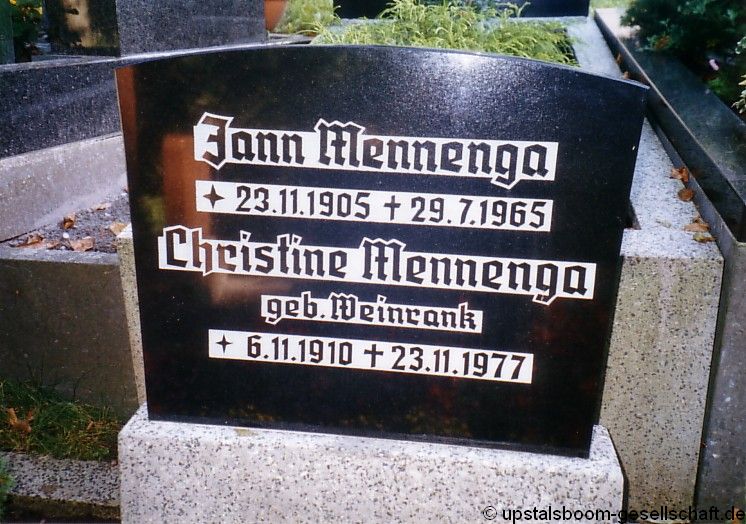 Jann Mennenga
✦ 23.11.1905 ✝ 29.7.1965
Christine Mennenga
geb. Weinrank
✦ 6.11.1910 ✝ 23.11.1977
© upstalsboom-gesellschaft.de